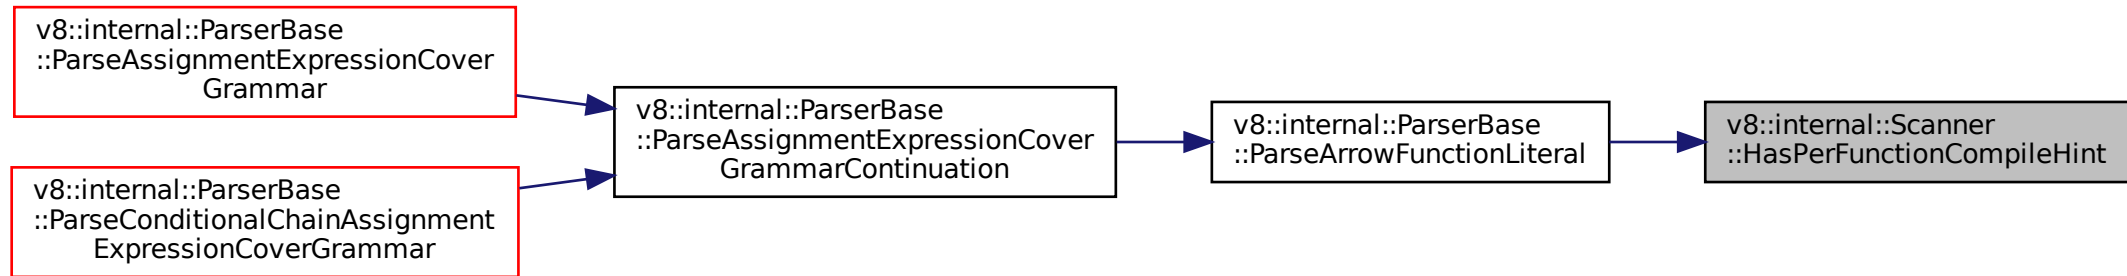 v8::internal::ParserBase
::ParseAssignmentExpressionCover
Grammar
v8::internal::ParserBase
::ParseConditionalChainAssignment
ExpressionCoverGrammar
v8::internal::ParserBase
::ParseAssignmentExpressionCover
GrammarContinuation
v8::internal::ParserBase
::ParseArrowFunctionLiteral
v8::internal::Scanner
::HasPerFunctionCompileHint